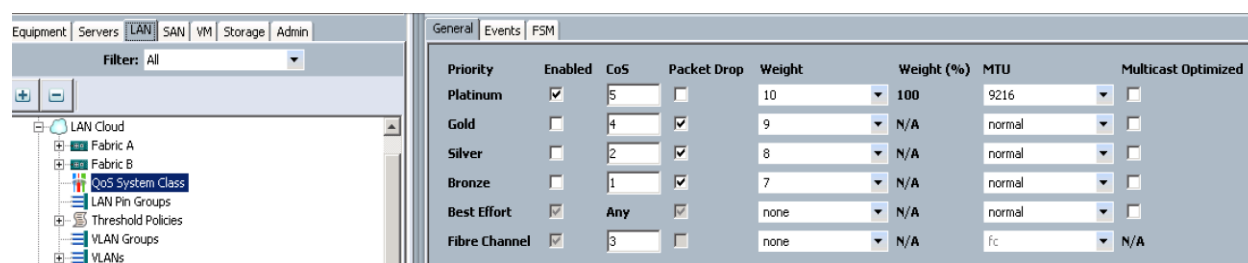 Equipment Servers LAN SAN VM Storage Admin
Filter: All
LAN Cloud
Fabric A
Fabric B
QoS System Class
LAN Pin Groups
Threshold Policies
VLAN Groups
VLANs
General Events FSM
Priority Enabled CoS Packet Drop Weight Weight (%) MTU Multicast Optimized
Platinum 5 10 100 9216
Gold 4 9 N/A normal
Silver 2 8 N/A normal
Bronze 1 7 N/A normal
Best Effort Any none N/A normal
Fibre Channel 3 none N/A fc N/A